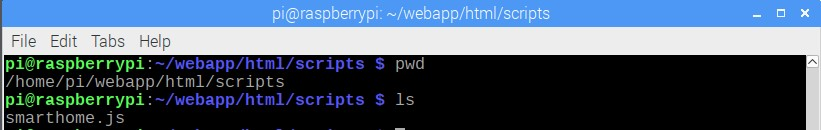 pi@raspberrypi: ~/webapp/html/scripts
File Edit Tabs Help
pi@raspberrypi:~/webapp/html/scripts $ pwd
/home/pi/webapp/html/scripts
pi@raspberrypi:~/webapp/html/scripts $ ls
smarthome.js